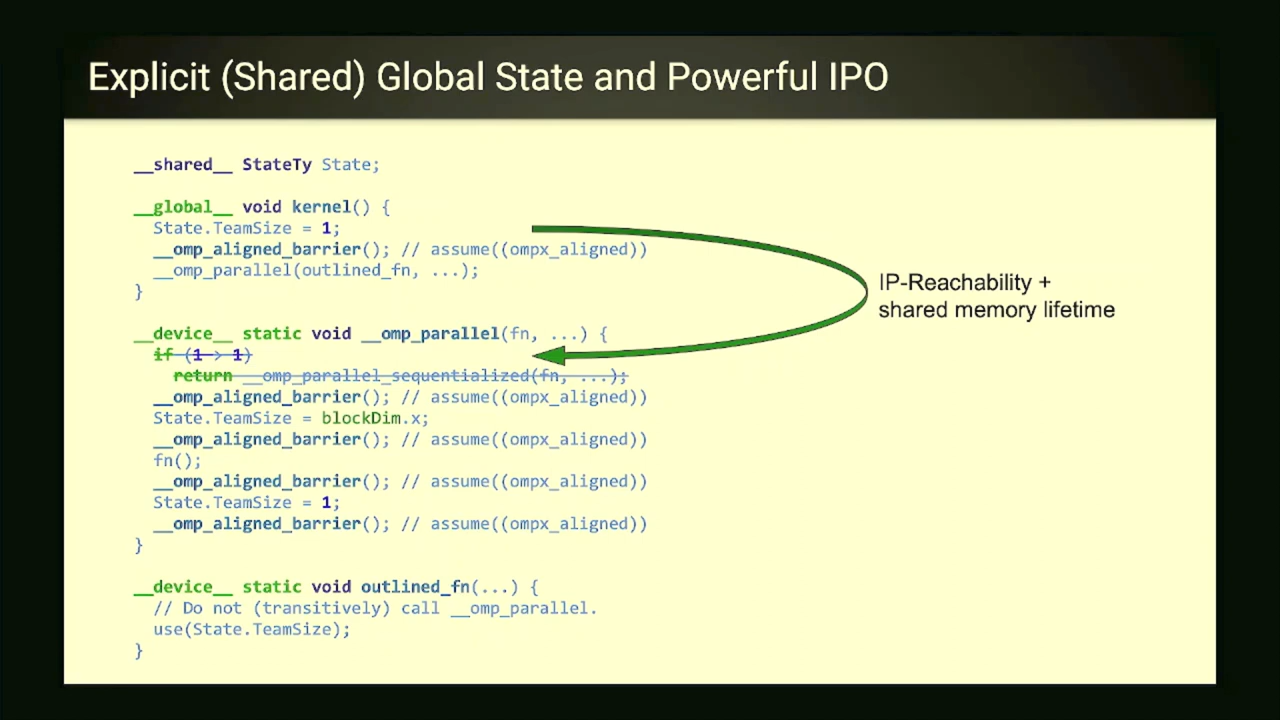 Explicit (Shared) Global State and Powerful IPO
__shared__ StateTy State;
__global__ void kernel() {
State.TeamSize = 1;
__omp_aligned_barrier(); // assume((ompx_aligned))
__omp_parallel(outlined_fn, ...);
}
IP-Reachability +
shared memory lifetime
__device__ static void __omp_parallel(fn, ...) {
if (1 > 1)
return __omp_parallel_sequentialized(fn, ...);
__omp_aligned_barrier(); // assume((ompx_aligned))
State.TeamSize = blockDim.x;
__omp_aligned_barrier(); // assume((ompx_aligned))
fn();
__omp_aligned_barrier(); // assume((ompx_aligned))
State.TeamSize = 1;
__omp_aligned_barrier(); // assume((ompx_aligned))
}
__device__ static void outlined_fn(...) {
// Do not (transitively) call __omp_parallel.
use(State.TeamSize);
}